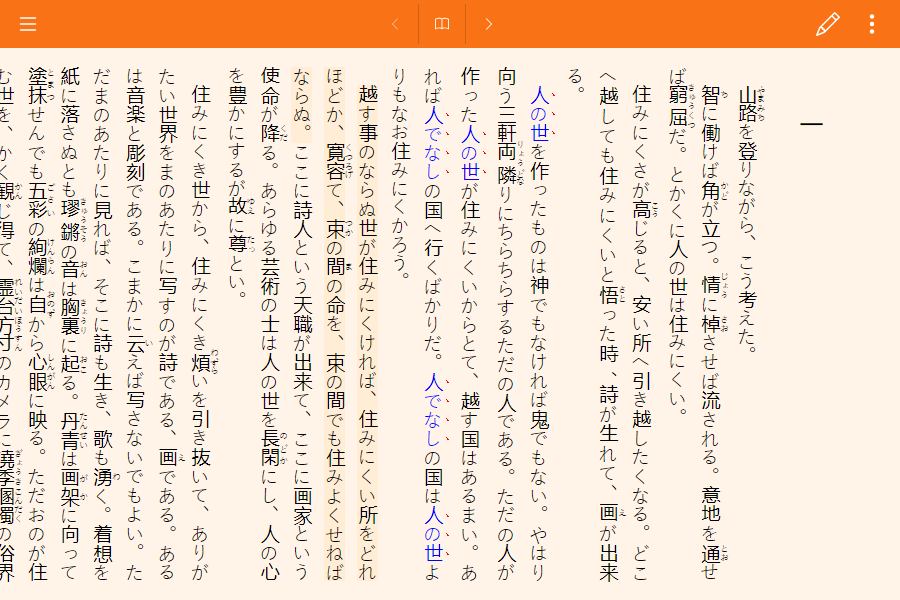 一
山路を登りながら、こう考えた。
智に働けば角が立つ。情に棹させば流される。意地を通せ
ば窮屈だ。とかくに人の世は住みにくい。
住みにくさが高じると、安い所へ引き越したくなる。どこ
へ越しても住みにくいと悟った時、詩が生れて、画が出来
る。
人の世を作ったものは神でもなければ鬼でもない。やはり
向う三軒両隣りにちらちらするただの人である。ただの人が
作った人の世が住みにくいからとて、越す国はあるまい。あ
れば人でなしの国へ行くばかりだ。人でなしの国は人の世よ
りもなお住みにくかろう。
越す事のならぬ世が住みにくければ、住みにくい所をどれ
ほどか、寛容て、束の間の命を、束の間でも住みよくせねば
ならぬ。ここに詩人という天職が出来て、ここに画家という
使命が降る。あらゆる芸術の士は人の世を長閑にし、人の心
を豊かにするが故に尊とい。
住みにくき世から、住みにくき煩いを引き抜いて、ありが
たい世界をまのあたりに写すのが詩である、画である。ある
は音楽と彫刻である。こまかに云えば写さないでもよい。た
だまのあたりに見れば、そこに詩も生き、歌も湧く。着想を
紙に落さぬとも璆鏘の音は胸裏に起る。丹青は画架に向って
塗抹せんでも五彩の絢爛は自から心眼に映る。ただおのが住
む世を、かく観じ得て、霊台方寸のカメラに澆季溷濁の俗界